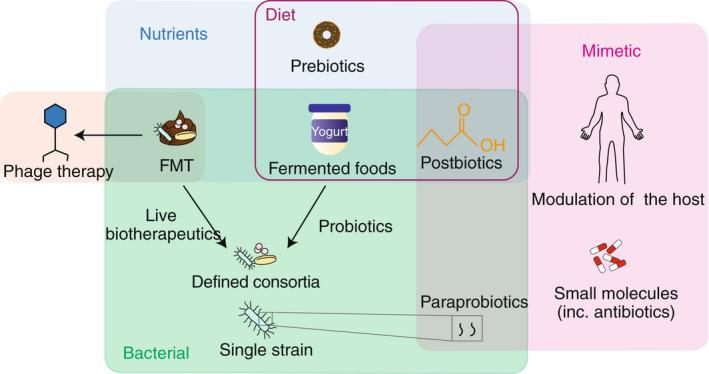 Diet
Nutrients
Mimetic
Prebiotics
Yogurt
O
OH
Phage therapy
FMT
Fermented foods
Postbiotics
Modulation of the host
Live
biotherapeutics
Probiotics
Defined consortia
Small molecules
(inc. antibiotics)
Paraprobiotics
Single strain
Bacterial